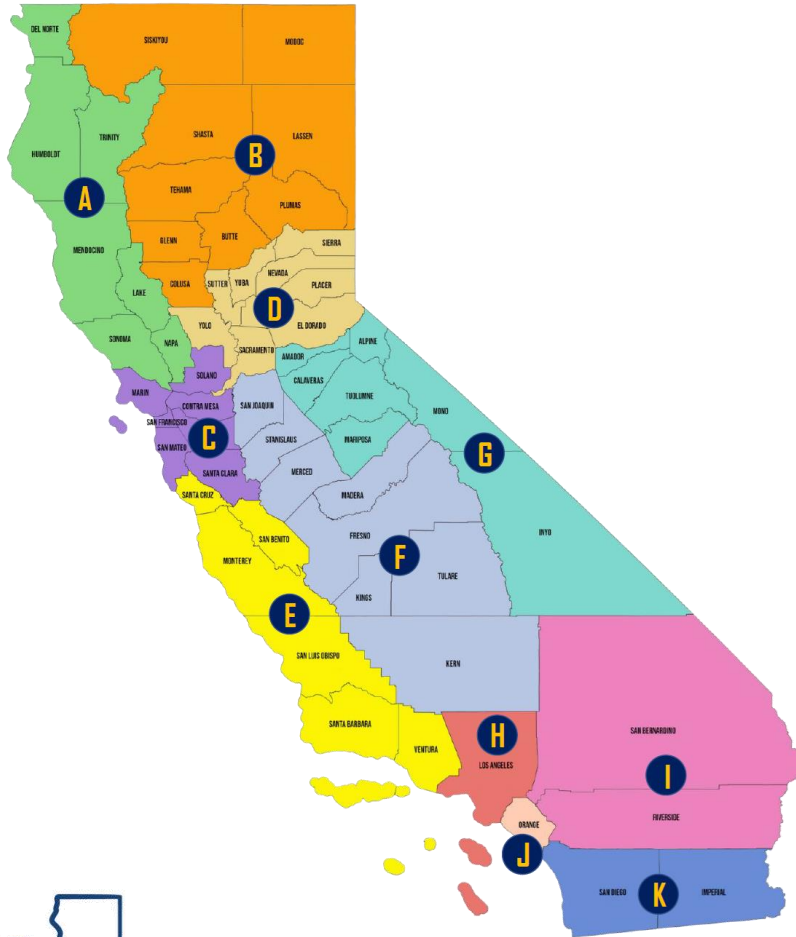 DEL NORTE
SISKIYOU
MODOC
HUMBOLDT
TRINITY
SHASTA
LASSEN
B
A
TEHAMA
PLUMAS
MENDOCINO
GLENN
BUTTE
SIERRA
LAKE
COLUSA
SUTTER
YUBA
NEVADA
PLACER
D
SONOMA
NAPA
YOLO
EL DORADO
SACRAMENTO
ALPINE
AMADOR
SOLANO
CALAVERAS
MARIN
CONTRA MESA
SAN JOAQUIN
TUOLUMNE
MONO
SAN FRANCISCO
C
STANISLAUS
MARIPOSA
SAN MATEO
G
SANTA CLARA
MERCED
SANTA CRUZ
MADERA
SAN BENITO
FRESNO
INYO
MONTEREY
F
TULARE
KINGS
E
SAN LUIS OBISPO
KERN
SANTA BARBARA
VENTURA
H
LOS ANGELES
SAN BERNARDINO
I
ORANGE
RIVERSIDE
J
SAN DIEGO
K
IMPERIAL